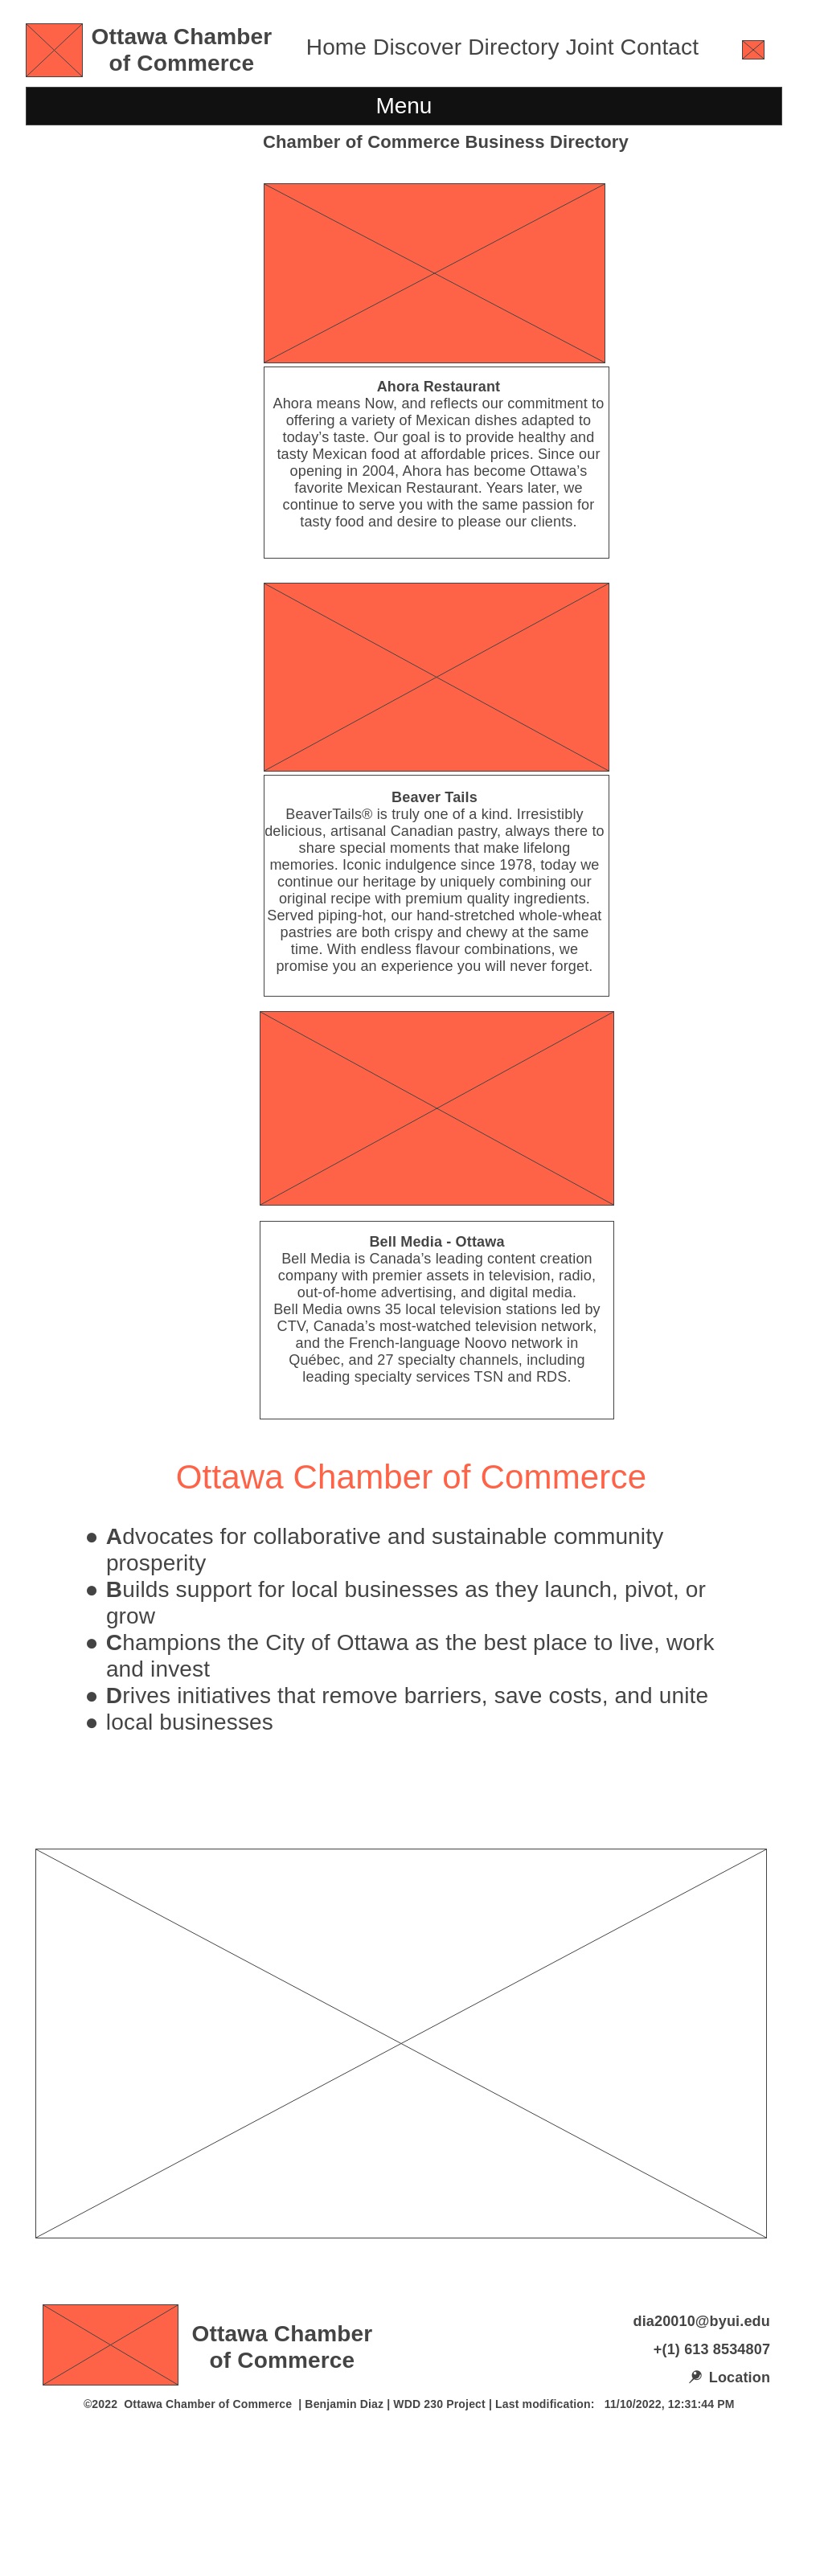 Ottawa Chamber
of Commerce
Home Discover Directory Joint Contact
Menu
Chamber of Commerce Business Directory
Ahora Restaurant
Ahora means Now, and reflects our commitment to
offering a variety of Mexican dishes adapted to
today’s taste. Our goal is to provide healthy and
tasty Mexican food at affordable prices. Since our
opening in 2004, Ahora has become Ottawa’s
favorite Mexican Restaurant. Years later, we
continue to serve you with the same passion for
tasty food and desire to please our clients.
Beaver Tails
BeaverTails® is truly one of a kind. Irresistibly
delicious, artisanal Canadian pastry, always there to
share special moments that make lifelong
memories. Iconic indulgence since 1978, today we
continue our heritage by uniquely combining our
original recipe with premium quality ingredients.
Served piping-hot, our hand-stretched whole-wheat
pastries are both crispy and chewy at the same
time. With endless flavour combinations, we
promise you an experience you will never forget.
Bell Media - Ottawa
Bell Media is Canada’s leading content creation
company with premier assets in television, radio,
out-of-home advertising, and digital media.
Bell Media owns 35 local television stations led by
CTV, Canada’s most-watched television network,
and the French-language Noovo network in
Québec, and 27 specialty channels, including
leading specialty services TSN and RDS.
Ottawa Chamber of Commerce
● Advocates for collaborative and sustainable community
prosperity
● Builds support for local businesses as they launch, pivot, or
grow
● Champions the City of Ottawa as the best place to live, work
and invest
● Drives initiatives that remove barriers, save costs, and unite
● local businesses
Ottawa Chamber
of Commerce
dia20010@byui.edu
+(1) 613 8534807
Location
©2022 Ottawa Chamber of Commerce | Benjamin Diaz | WDD 230 Project | Last modification: 11/10/2022, 12:31:44 PM